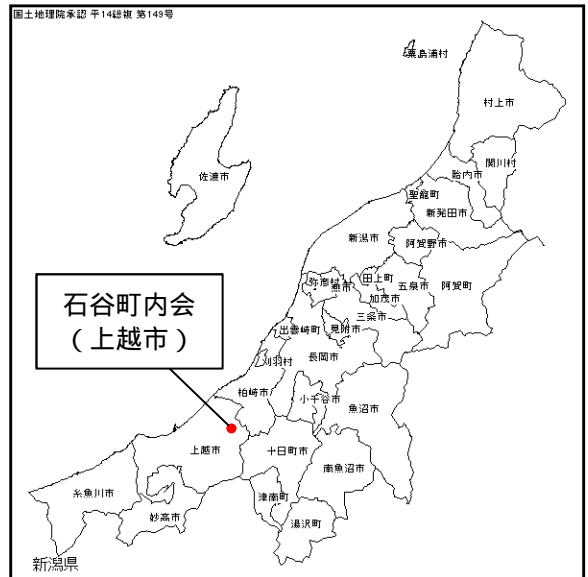 国土地理院承認 平14総複 第149号
粟島浦村
村上市
関川村
胎内市
佐渡市
聖籠町
新発田市
新潟市
阿賀野市
弥彦村
燕市
田上町
五泉市
阿賀町
加茂市
三条市
石谷町内会
(上越市)
出雲崎町
見附市
長岡市
刈羽村
柏崎市
小千谷市
魚沼市
上越市
十日町市
南魚沼市
糸魚川市
津南町
妙高市
湯沢町
新潟県